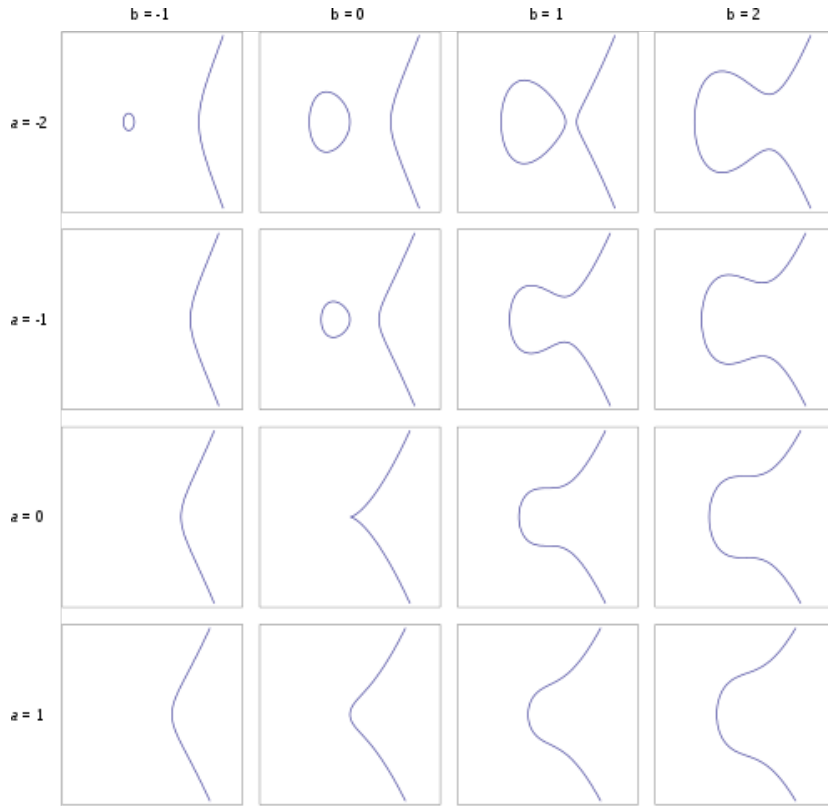 b = -1 b = 0 b = 1 b = 2
a = -2
a = -1
a = 0
a = 1